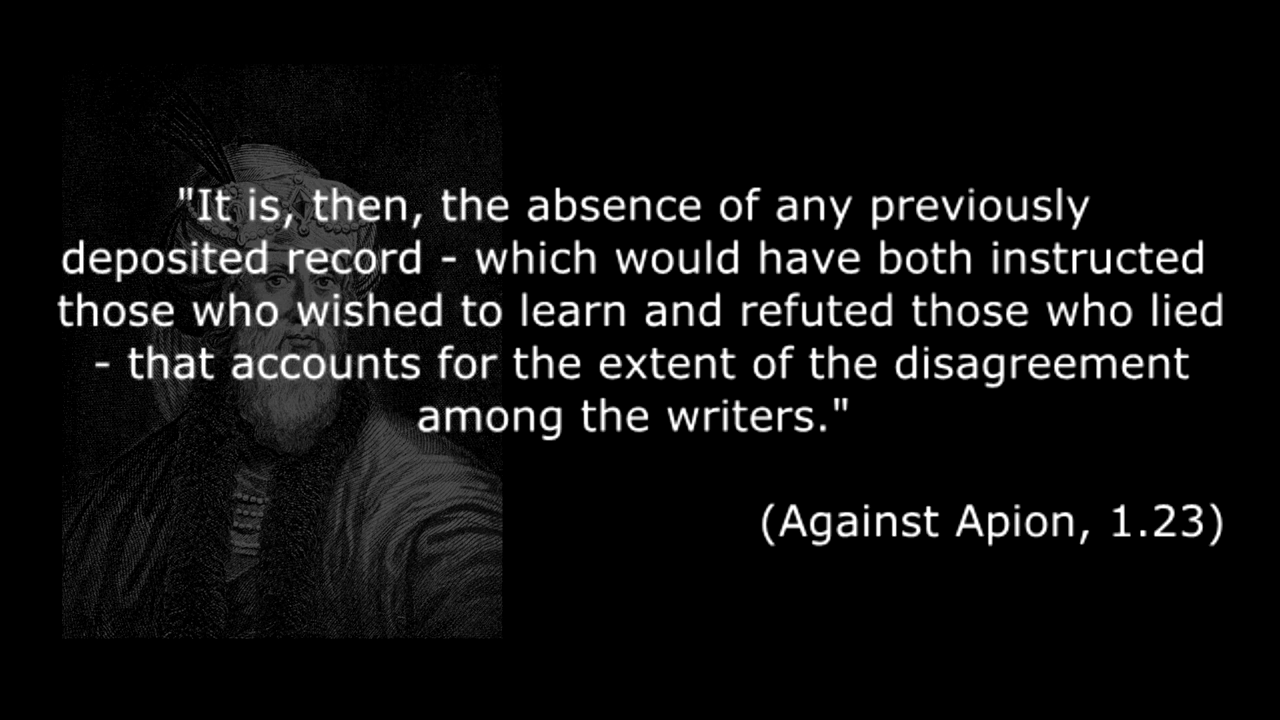 "It is, then, the absence of any previously
deposited record - which would have both instructed
those who wished to learn and refuted those who lied
- that accounts for the extent of the disagreement
among the writers."
(Against Apion, 1.23)